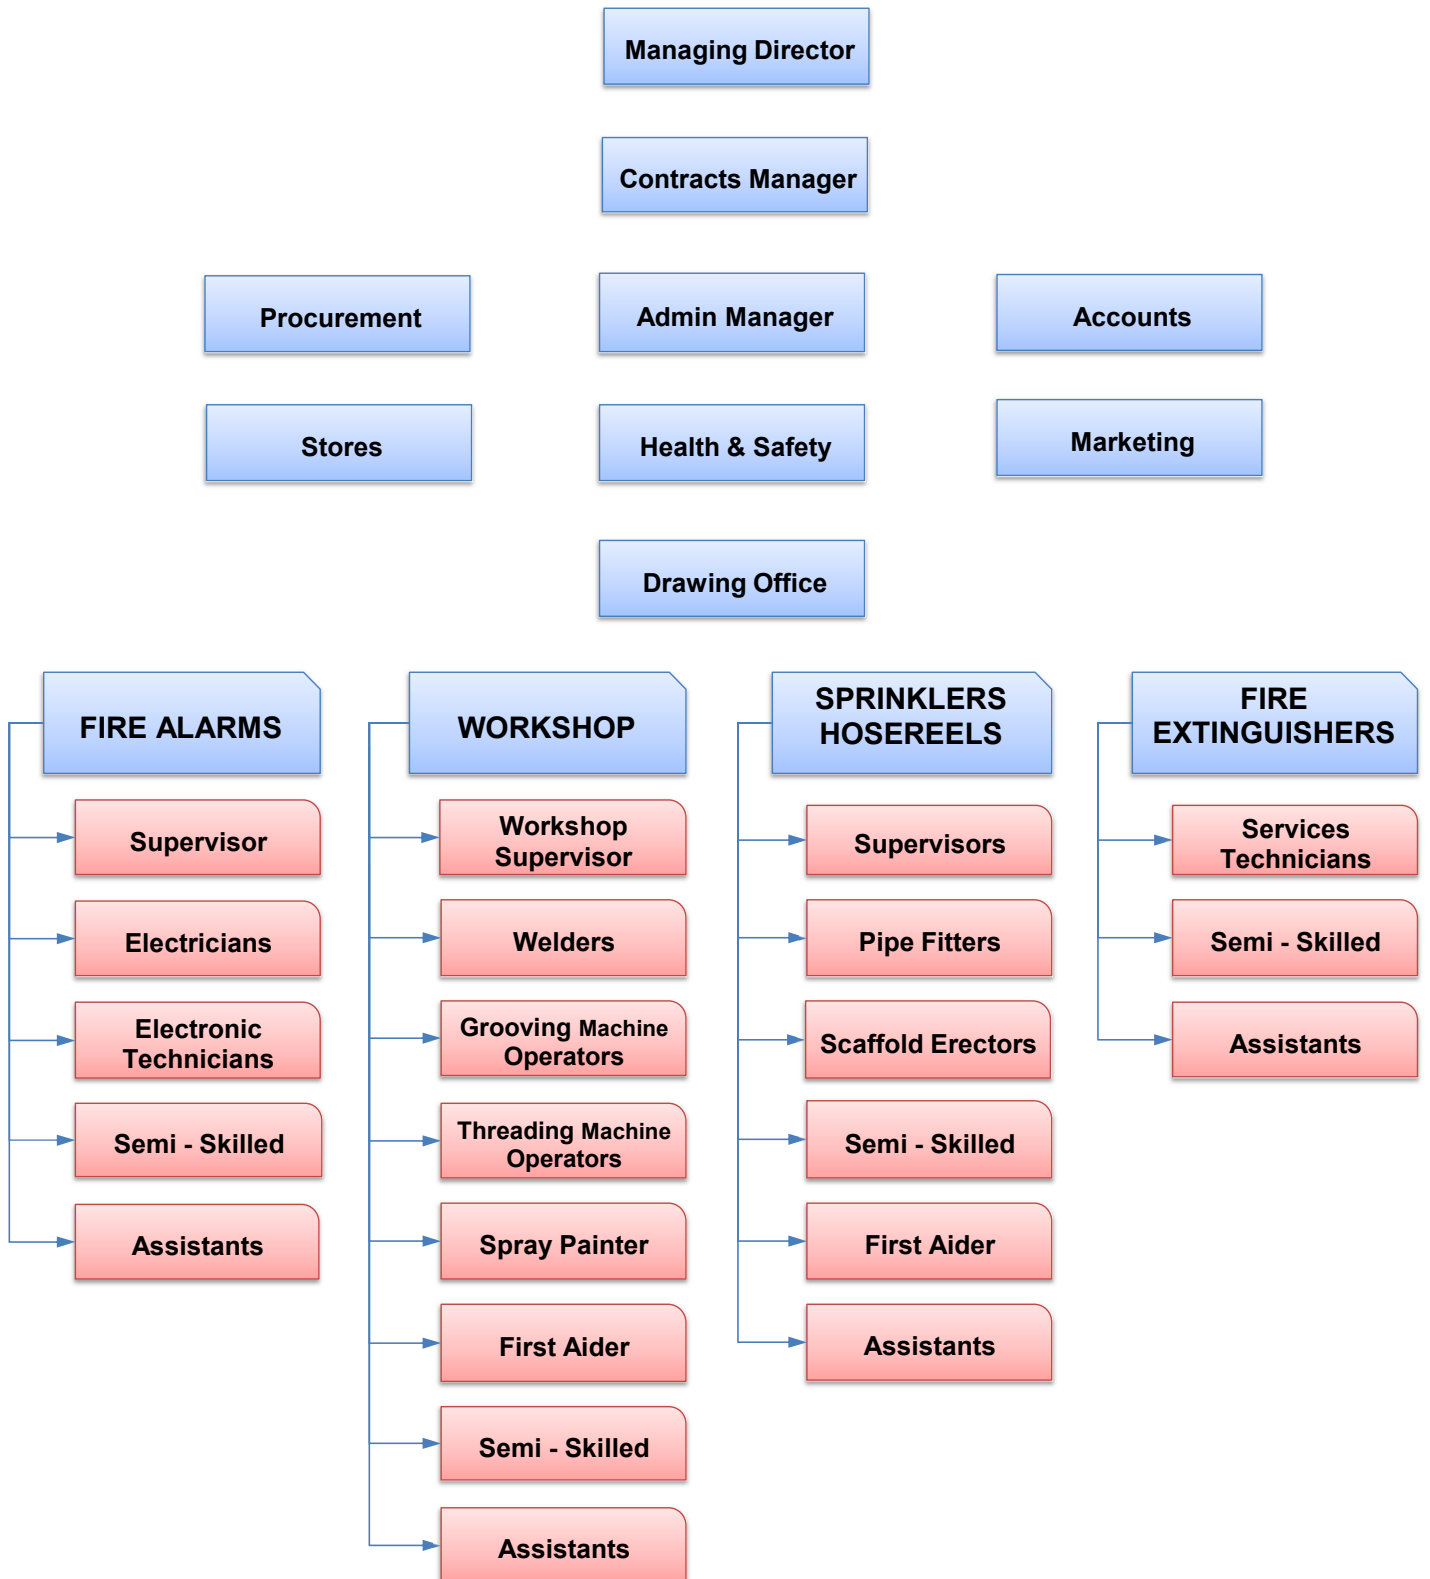 Managing Director
Contracts Manager
Procurement
Admin Manager
Accounts
Stores
Health & Safety
Marketing
Drawing Office
FIRE ALARMS
Supervisor
Electricians
Electronic
Technicians
Semi - Skilled
Assistants
WORKSHOP
Workshop
Supervisor
Welders
Grooving Machine
Operators
Threading Machine
Operators
Spray Painter
First Aider
Semi - Skilled
Assistants
SPRINKLERS
HOSEREELS
Supervisors
Pipe Fitters
Scaffold Erectors
Semi - Skilled
First Aider
Assistants
FIRE
EXTINGUISHERS
Services
Technicians
Semi - Skilled
Assistants